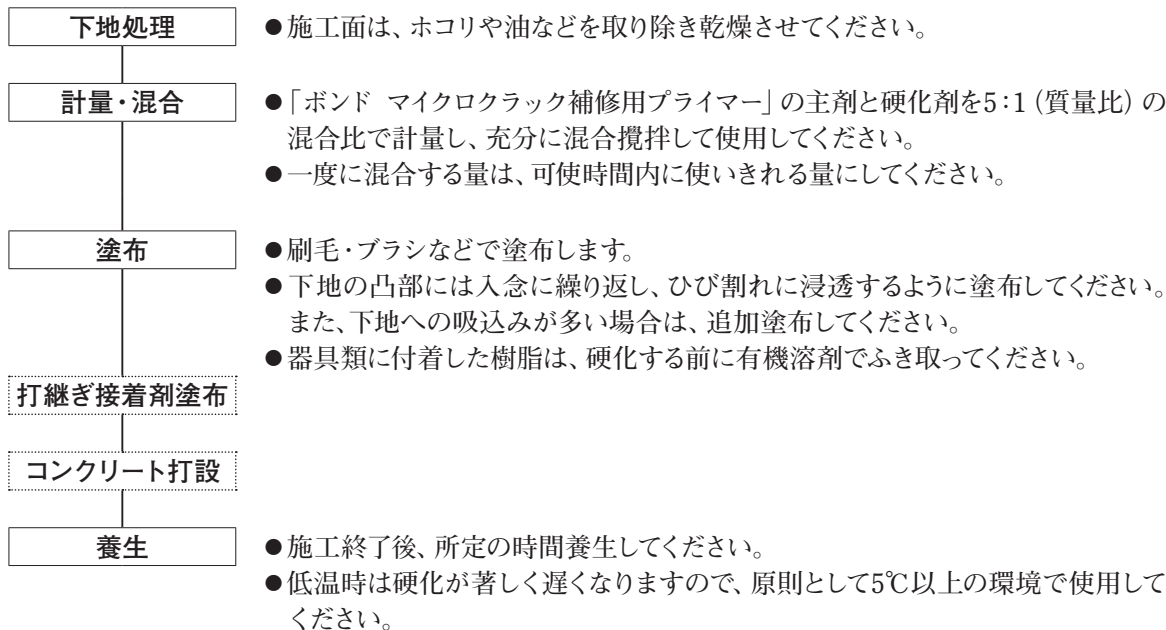 下地処理
●施工面は、ホコリや油などを取り除き乾燥させてください。
計量・混合
●「ボンド マイクロクラック補修用プライマー」の主剤と硬化剤を5:1(質量比)の
混合比で計量し、充分に混合攪拌して使用してください。
●一度に混合する量は、可使時間内に使いきれる量にしてください。
塗布
●刷毛・ブラシなどで塗布します。
●下地の凸部には入念に繰り返し、ひび割れに浸透するように塗布してください。
また、下地への吸込みが多い場合は、追加塗布してください。
●器具類に付着した樹脂は、硬化する前に有機溶剤でふき取ってください。
打継ぎ接着剤塗布
コンクリート打設
養生
●施工終了後、所定の時間養生してください。
●低温時は硬化が著しく遅くなりますので、原則として5℃以上の環境で使用して
ください。